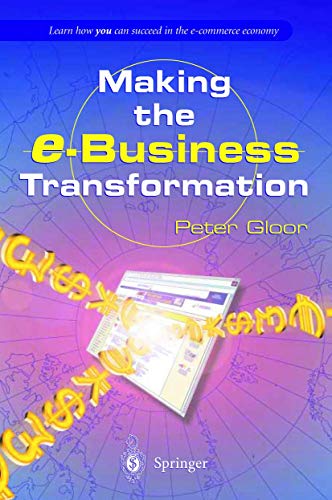 Learn how you can succeed in the e-commerce economy
Making
the
e-Business
Transformation
Peter Gloor
Springer